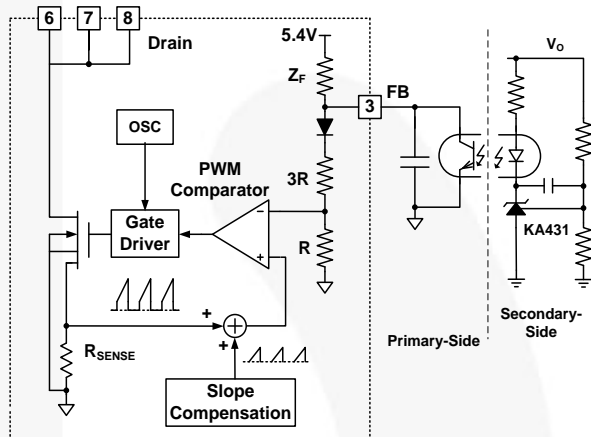 6 7 8
Drain
5.4V
Z_F
3 FB
V_O
OSC
PWM
Comparator
3R
Gate
Driver
−
+
R
KA431
+
+
R_SENSE
Primary-Side
Secondary-
Side
Slope
Compensation